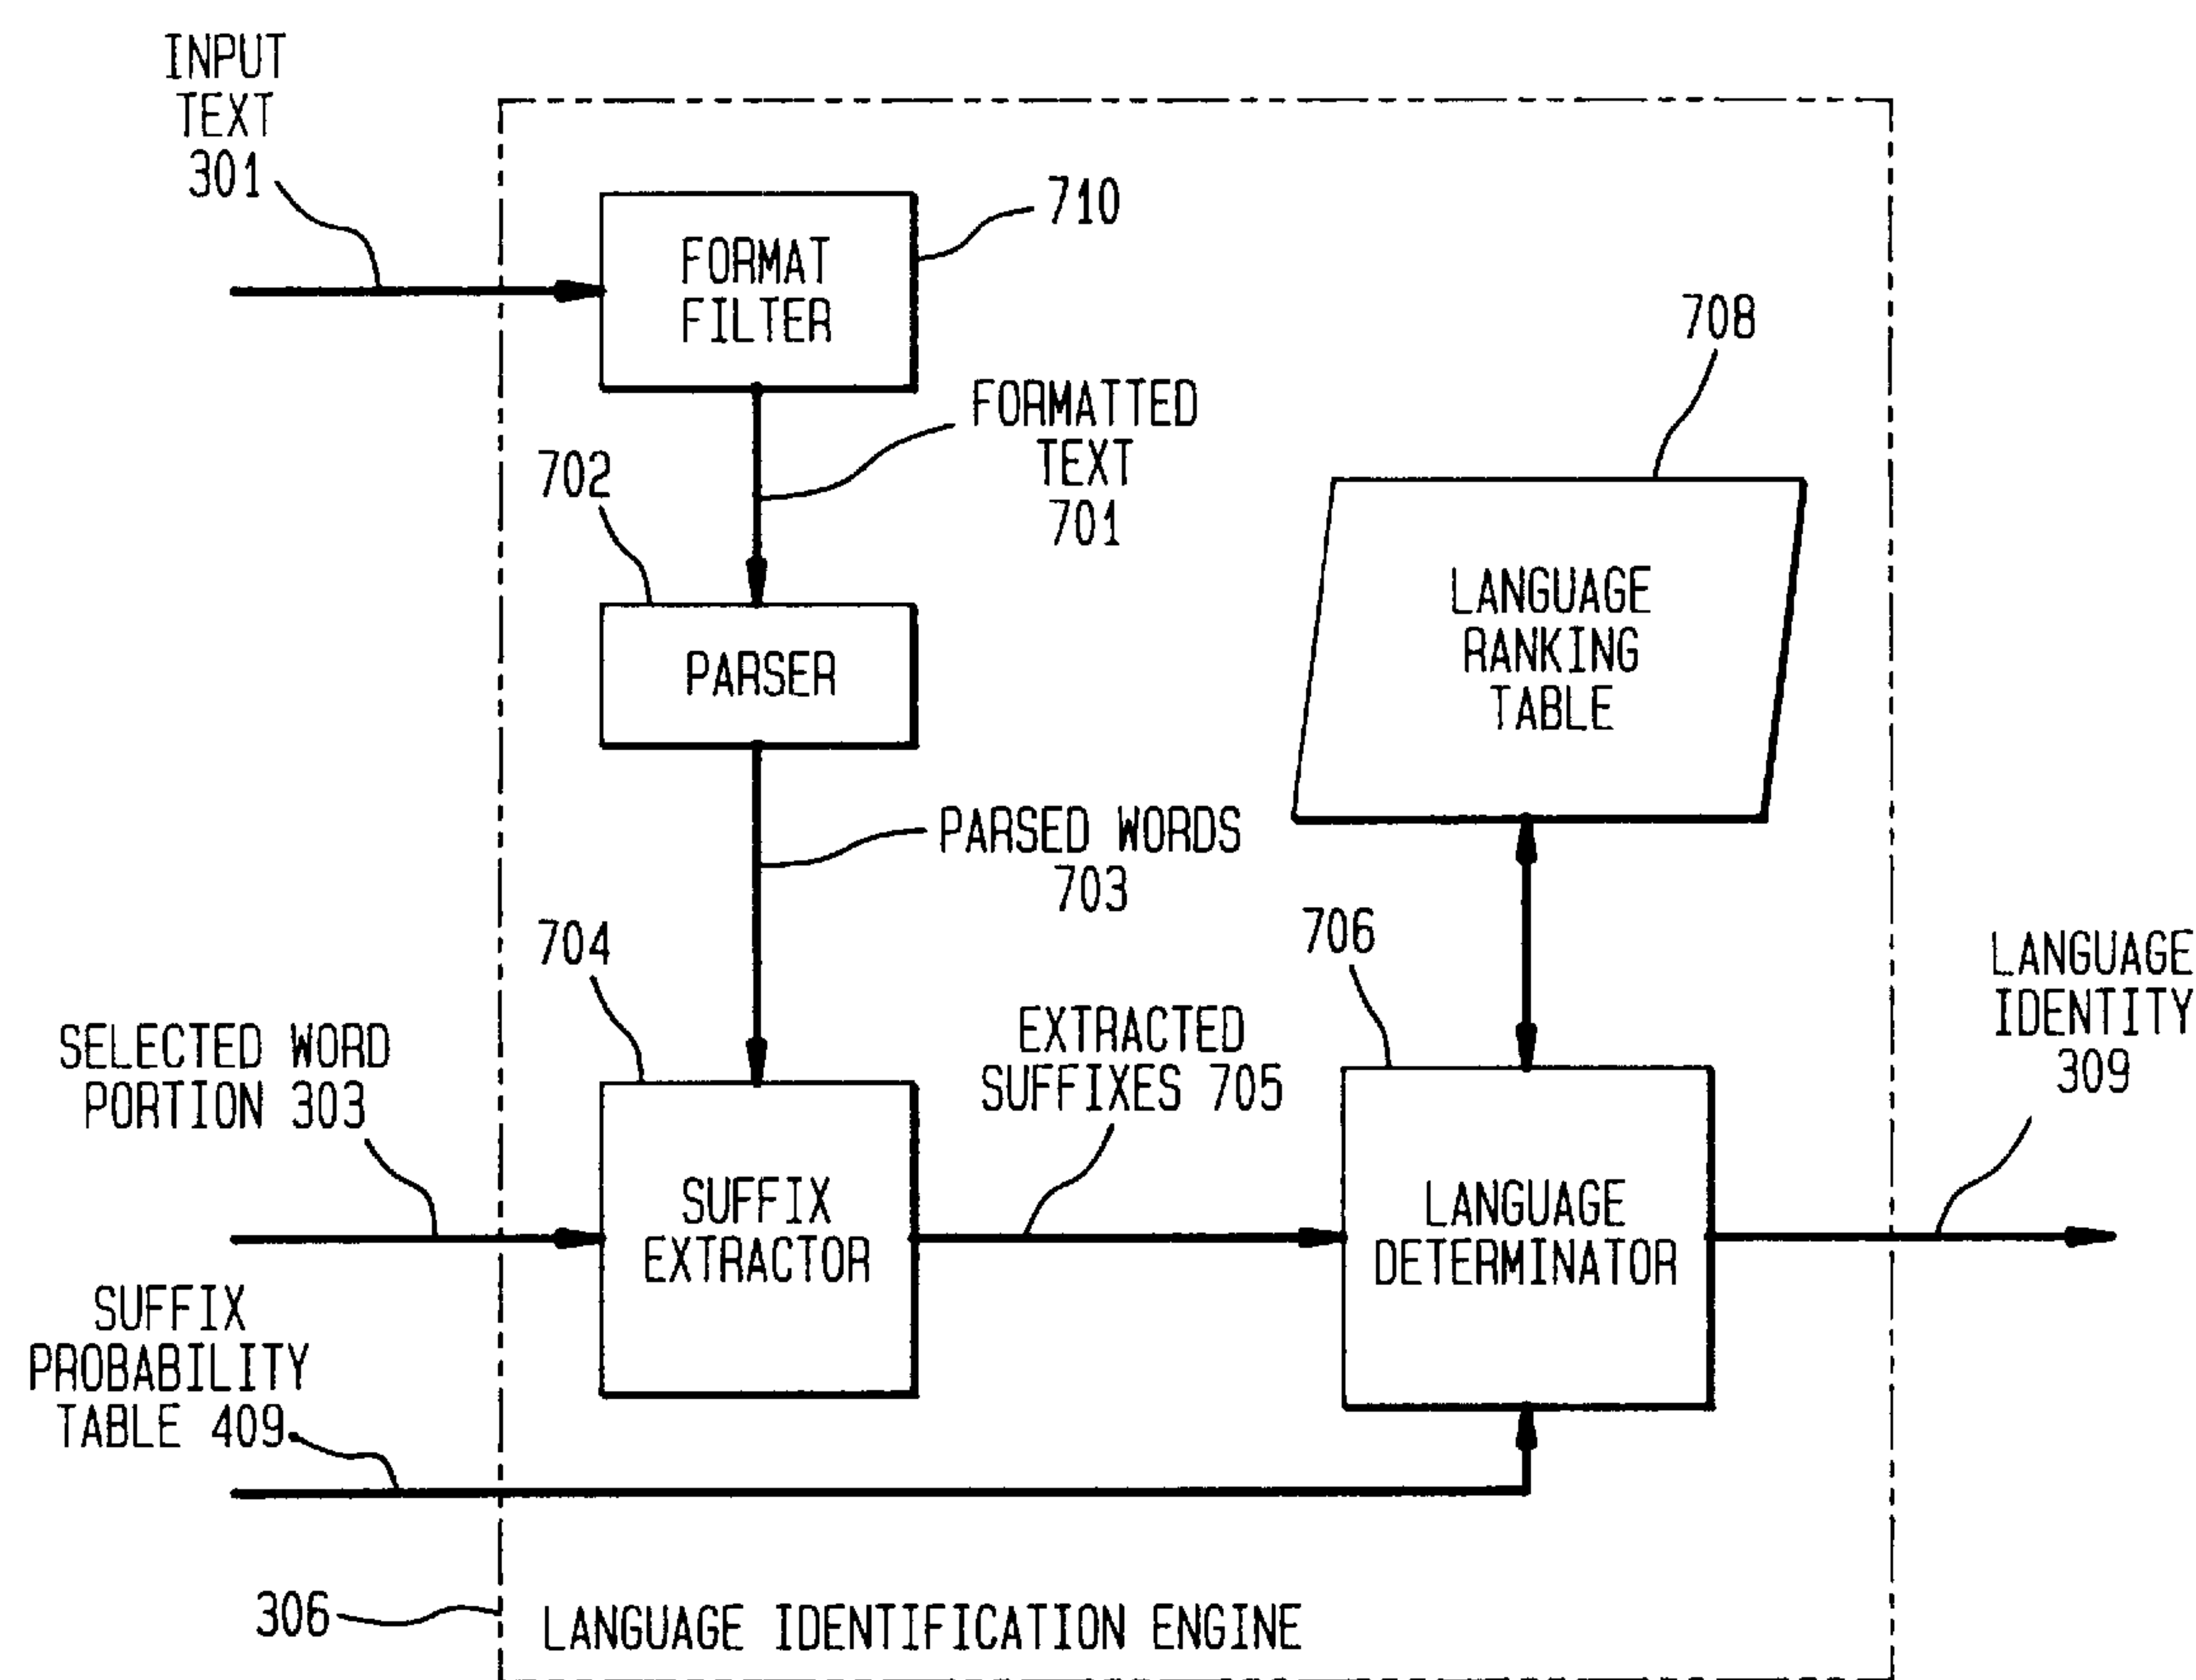 INPUT
TEXT
301
FORMAT
FILTER
710
FORMATTED
TEXT
701
702
PARSER
708
LANGUAGE
RANKING
TABLE
PARSED WORDS
703
704
706
SELECTED WORD
PORTION 303
SUFFIX
EXTRACTOR
EXTRACTED
SUFFIXES 705
LANGUAGE
DETERMINATOR
LANGUAGE
IDENTITY
309
SUFFIX
PROBABILITY
TABLE 409
306
LANGUAGE IDENTIFICATION ENGINE